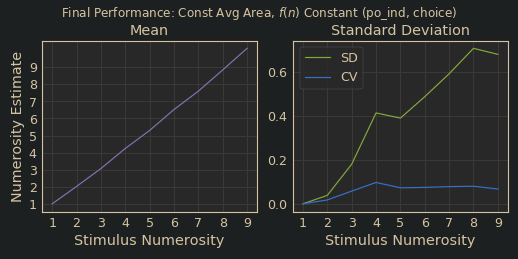 Final Performance: Const Avg Area, f(n) Constant (po_ind, choice)
Mean
Numerosity Estimate
9
8
7
6
5
4
3
2
1
1 2 3 4 5 6 7 8 9
Stimulus Numerosity
Standard Deviation
SD
CV
0.6
0.4
0.2
0.0
1 2 3 4 5 6 7 8 9
Stimulus Numerosity